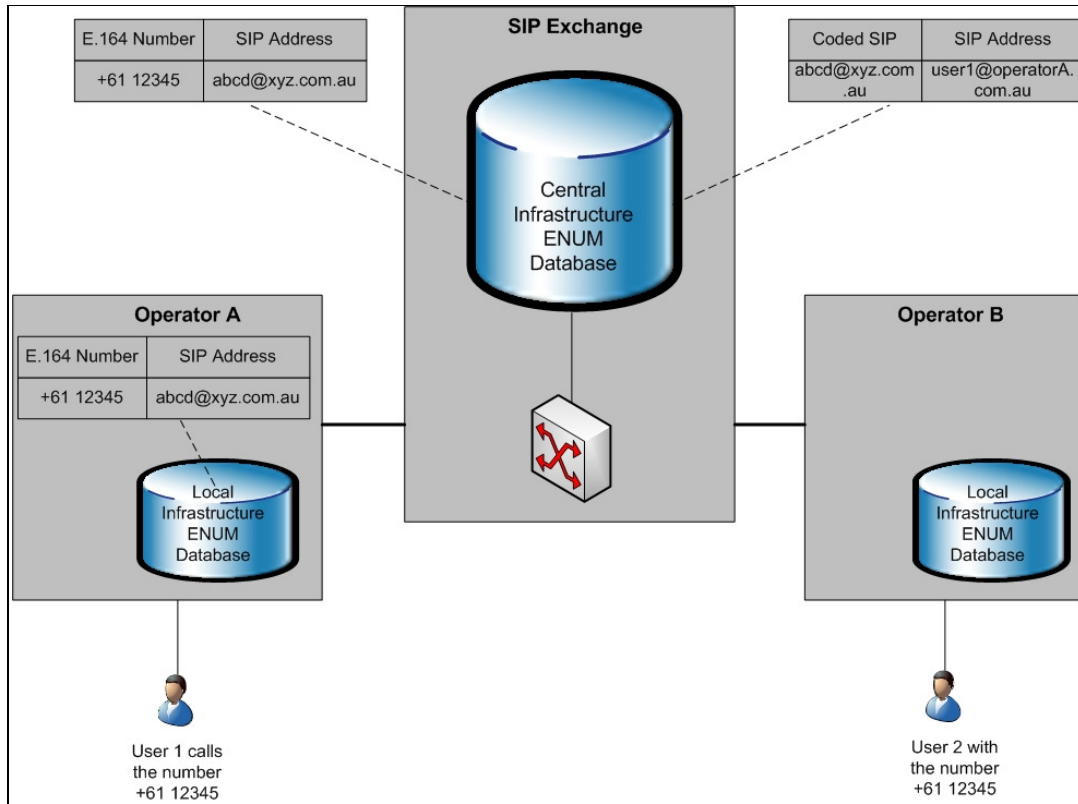 E.164 Number SIP Address
+61 12345 abcd@xyz.com.au
SIP Exchange
Coded SIP SIP Address
abcd@xyz.com
.au
user1@operatorA.
com.au
Central
Infrastructure
ENUM
Database
Operator A
E.164 Number SIP Address
+61 12345 abcd@xyz.com.au
Local
Infrastructure
ENUM
Database
User 1 calls
the number
+61 12345
Operator B
Local
Infrastructure
ENUM
Database
User 2 with
the number
+61 12345